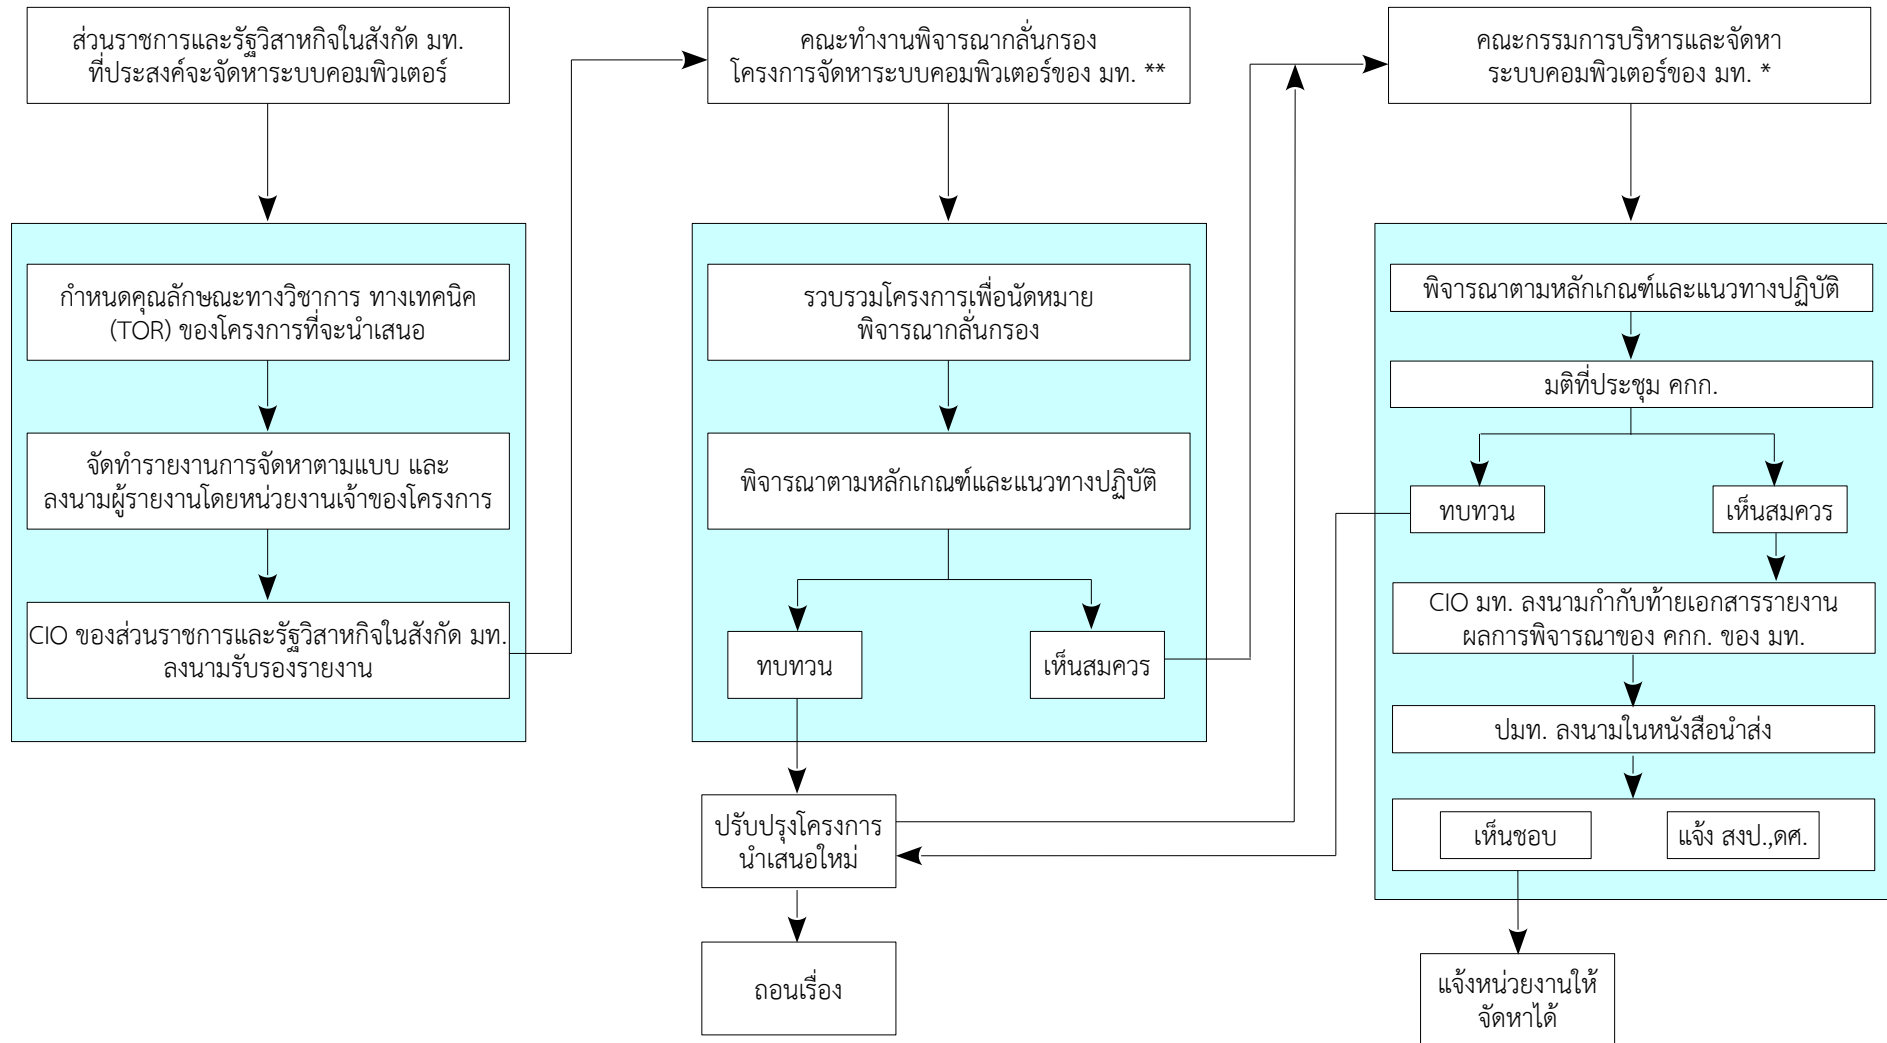 ส่วนราชการและรัฐวิสาหกิจในสังกัด มท.
ที่ประสงค์จะจัดหาระบบคอมพิวเตอร์
กำหนดคุณลักษณะทางวิชาการ ทางเทคนิค
(TOR) ของโครงการที่จะนำเสนอ
จัดทำรายงานการจัดหาตามแบบ และ
ลงนามผู้รายงานโดยหน่วยงานเจ้าของโครงการ
CIO ของส่วนราชการและรัฐวิสาหกิจในสังกัด มท.
ลงนามรับรองรายงาน
คณะทำงานพิจารณากลั่นกรอง
โครงการจัดหาระบบคอมพิวเตอร์ของ มท. **
รวบรวมโครงการเพื่อนัดหมาย
พิจารณากลั่นกรอง
พิจารณาตามหลักเกณฑ์และแนวทางปฏิบัติ
ทบทวน
เห็นสมควร
ปรับปรุงโครงการ
นำเสนอใหม่
ถอนเรื่อง
คณะกรรมการบริหารและจัดหา
ระบบคอมพิวเตอร์ของ มท. *
พิจารณาตามหลักเกณฑ์และแนวทางปฏิบัติ
มติที่ประชุม คกก.
ทบทวน
เห็นสมควร
CIO มท. ลงนามกำกับท้ายเอกสารรายงาน
ผลการพิจารณาของ คกก. ของ มท.
ปมท. ลงนามในหนังสือนำส่ง
เห็นชอบ
แจ้ง สงป.,ดศ.
แจ้งหน่วยงานให้
จัดหาได้